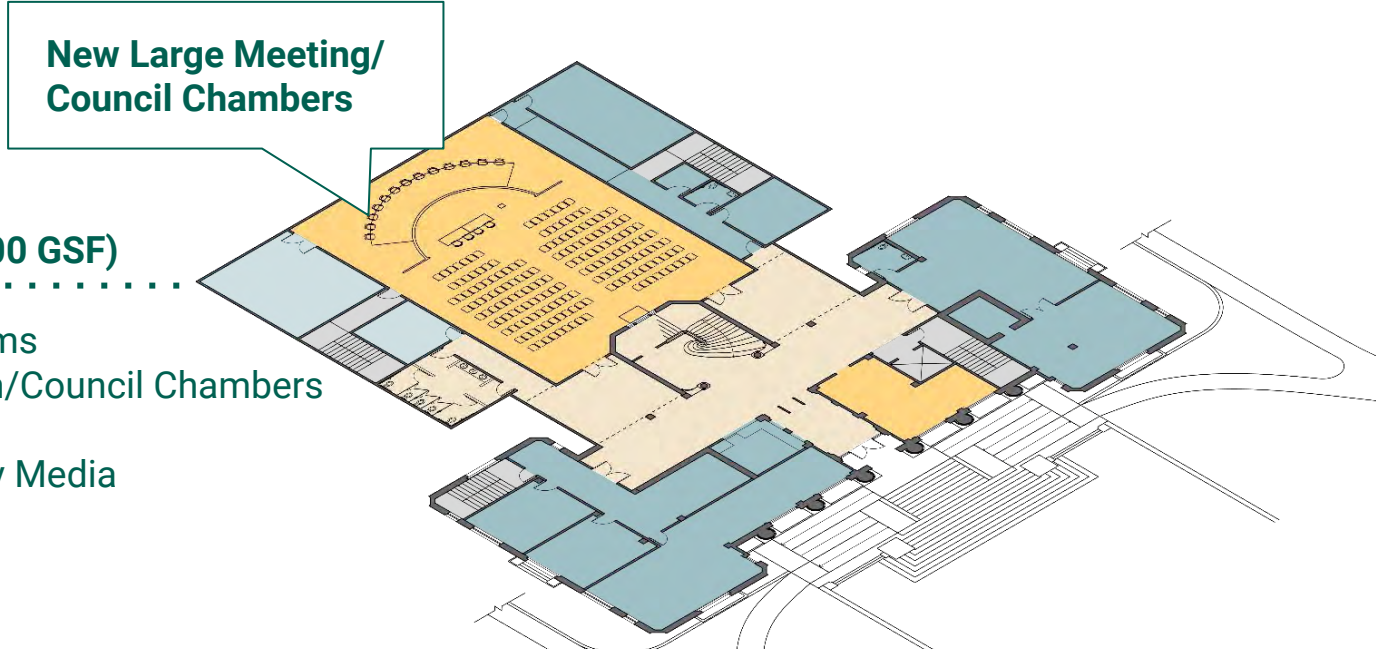 New Large Meeting/
Council Chambers
00 GSF)
ms
/Council Chambers
Media